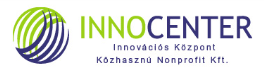 INNOCENTER
Innovációs Központ
Közhasznú Nonprofit Kft.